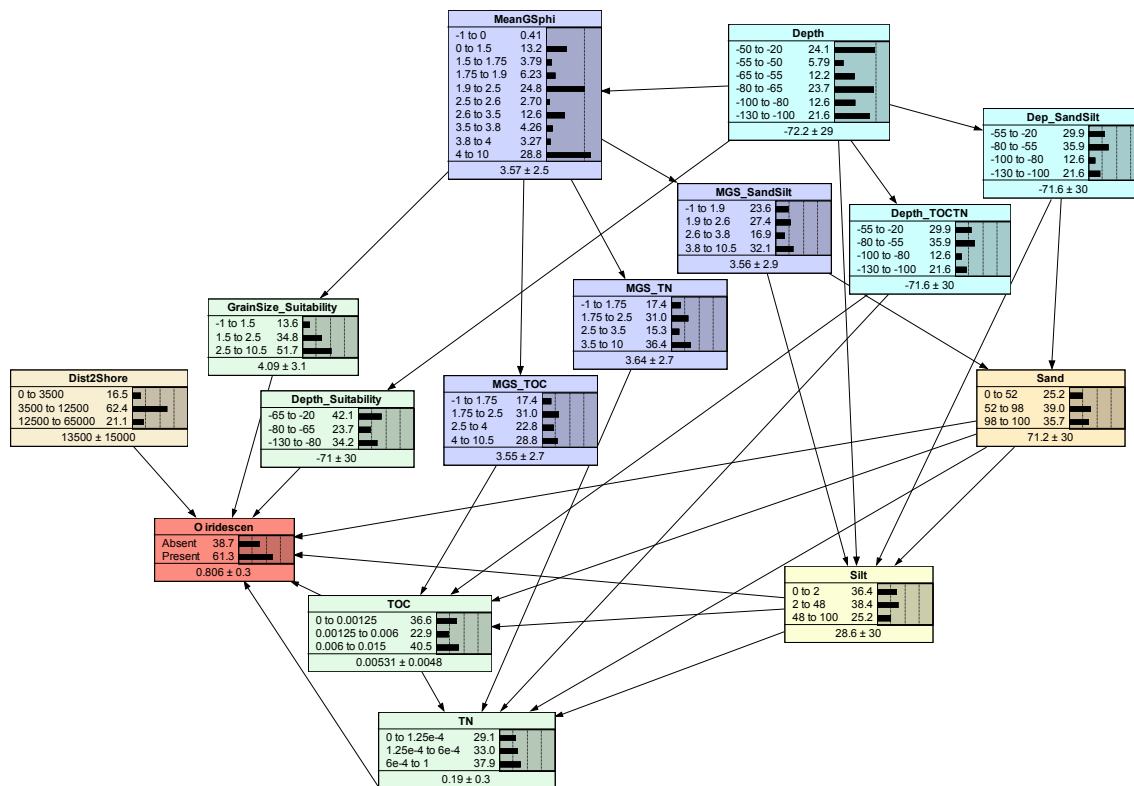 MeanGSphi
-1 to 0 0.41
0 to 1.5 13.2
1.5 to 1.75 3.79
1.75 to 1.9 6.23
1.9 to 2.5 24.8
2.5 to 2.6 2.70
2.6 to 3.5 12.6
3.5 to 3.8 4.26
3.8 to 4 3.27
4 to 10 28.8
3.57 ± 2.5
Depth
-50 to -20 24.1
-55 to -50 5.79
-65 to -55 12.2
-80 to -65 23.7
-100 to -80 12.6
-130 to -100 21.6
-72.2 ± 29
Dep_SandSilt
-55 to -20 29.9
-80 to -55 35.9
-100 to -80 12.6
-130 to -100 21.6
-71.6 ± 30
MGS_SandSilt
-1 to 1.9 23.6
1.9 to 2.6 27.4
2.6 to 3.8 16.9
3.8 to 10.5 32.1
3.56 ± 2.9
Depth_TOCTN
-55 to -20 29.9
-80 to -55 35.9
-100 to -80 12.6
-130 to -100 21.6
-71.6 ± 30
MGS_TN
-1 to 1.75 17.4
1.75 to 2.5 31.0
2.5 to 3.5 15.3
3.5 to 10 36.4
3.64 ± 2.7
GrainSize_Suitability
-1 to 1.5 13.6
1.5 to 2.5 34.8
2.5 to 10.5 51.7
4.09 ± 3.1
Dist2Shore
0 to 3500 16.5
3500 to 12500 62.4
12500 to 65000 21.1
13500 ± 15000
Depth_Suitability
-65 to -20 42.1
-80 to -65 23.7
-130 to -80 34.2
-71 ± 30
MGS_TOC
-1 to 1.75 17.4
1.75 to 2.5 31.0
2.5 to 4 22.8
4 to 10.5 28.8
3.55 ± 2.7
Sand
0 to 52 25.2
52 to 98 39.0
98 to 100 35.7
71.2 ± 30
O iridescen
Absent 38.7
Present 61.3
0.806 ± 0.3
Silt
0 to 2 36.4
2 to 48 38.4
48 to 100 25.2
28.6 ± 30
TOC
0 to 0.00125 36.6
0.00125 to 0.006 22.9
0.006 to 0.015 40.5
0.00531 ± 0.0048
TN
0 to 1.25e-4 29.1
1.25e-4 to 6e-4 33.0
6e-4 to 1 37.9
0.19 ± 0.3